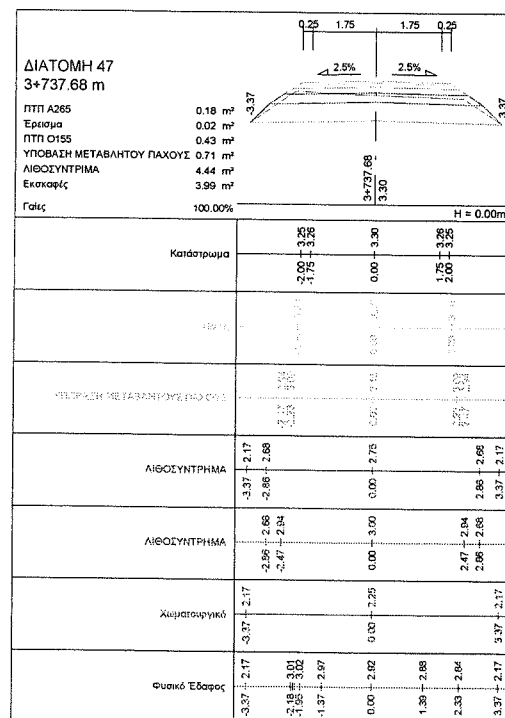 0.25 1.75 1.75 0.25
ΔΙΑΤΟΜΗ 47
3+737.68 m
2.5% 2.5%
-3.37 3.37
ΠΤΠ Α265 0.18 m²
Έρεισμα 0.02 m²
ΠΤΠ Ο155 0.43 m²
ΥΠΟΒΑΣΗ ΜΕΤΑΒΛΗΤΟΥ ΠΑΧΟΥΣ 0.71 m²
ΛΙΘΟΣΥΝΤΡΙΜΑ 4.44 m²
Εκσκαφές 3.99 m²
Γαίες 100.00%
3+737.68
3.30
H = 0.00m
Κατάστρωμα
3.25 3.26 3.30 3.26 3.25
-2.00 -1.75 0.00 1.75 2.00
ΥΠΟΒΑΣΗ ΜΕΤΑΒΛΗΤΟΥΣ ΠΑΧΟΥΣ
ΛΙΘΟΣΥΝΤΡΗΜΑ
2.17 2.68 2.75 2.68 2.17
-3.37 -2.86 0.00 2.86 3.37
ΛΙΘΟΣΥΝΤΡΗΜΑ
2.68 2.94 3.00 2.94 2.68
-2.86 -2.47 0.00 2.47 2.86
Χωματουργικό
2.17 2.25 2.17
-3.37 0.00 3.37
Φυσικό Έδαφος
2.17 3.01 3.02 2.97 2.92 2.88 2.64 2.17
-3.37 -2.18 -1.95 -1.37 0.00 1.39 2.33 3.37